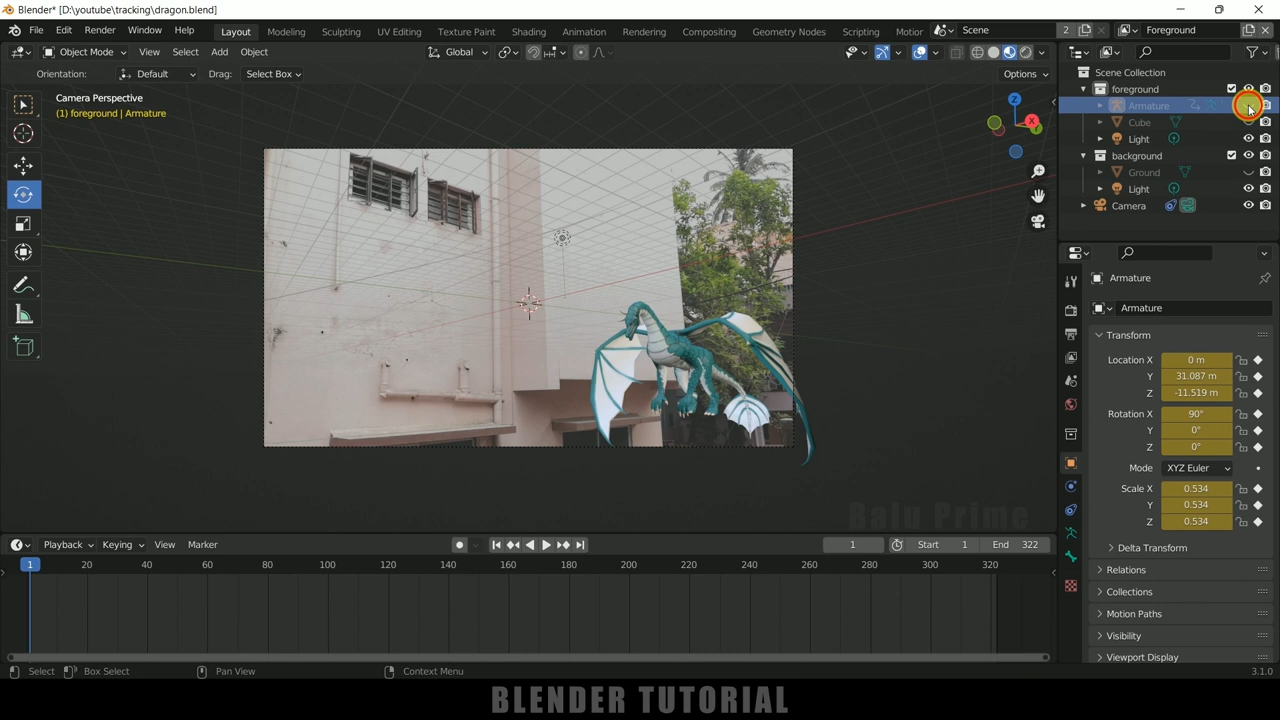 Blender* [D:\youtube\tracking\dragon.blend]
File Edit Render Window Help Layout Modeling Sculpting UV Editing Texture Paint Shading Animation Rendering Compositing Geometry Nodes Scripting Motior Scene 2 Foreground
Object Mode View Select Add Object Global
Orientation: Default Drag: Select Box Options
Camera Perspective
(1) foreground | Armature
Z
X
Y
Scene Collection
foreground
Armature
Cube
Light
background
Ground
Light
Camera
Armature
Armature
Transform
Location X 0 m
Y 31.087 m
Z -11.519 m
Rotation X 90°
Y 0°
Z 0°
Mode XYZ Euler
Scale X 0.534
Y 0.534
Z 0.534
Delta Transform
Relations
Collections
Motion Paths
Visibility
Viewport Display
Balu Prime
Playback Keying View Marker 1 Start 1 End 322
1 20 40 60 80 100 120 140 160 180 200 220 240 260 280 300 320
Select Box Select Pan View Context Menu 3.1.0
BLENDER TUTORIAL